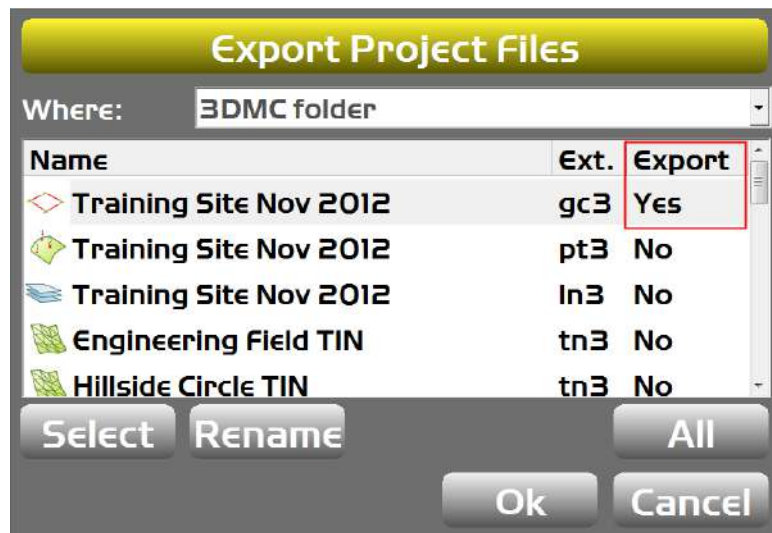 Export Project Files
Where: 3DMC folder
Name Ext. Export
Training Site Nov 2012 gc3 Yes
Training Site Nov 2012 pt3 No
Training Site Nov 2012 ln3 No
Engineering Field TIN tn3 No
Hillside Circle TIN tn3 No
Select Rename All
Ok Cancel